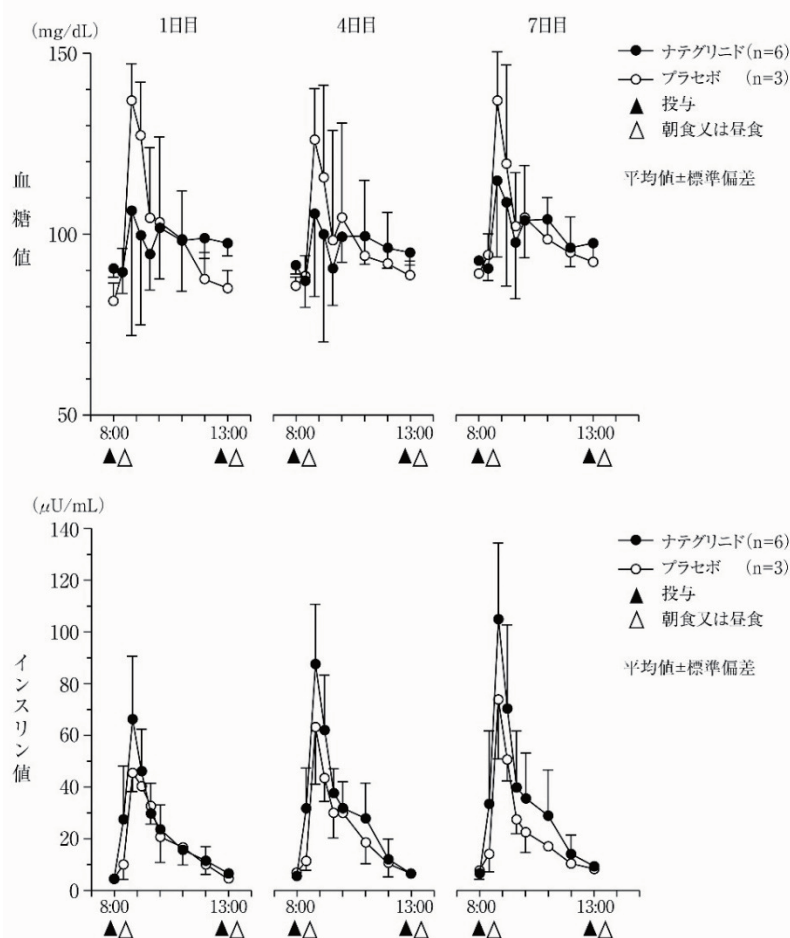 1日目 4日目 7日目
(mg/dL)
150
100
50
血糖値
ナテグリニド(n=6)
プラセボ (n=3)
▲ 投与
△ 朝食又は昼食
平均値±標準偏差
8:00 13:00 8:00 13:00 8:00 13:00
(μU/mL)
140
120
100
80
60
40
20
0
インスリン値
ナテグリニド(n=6)
プラセボ (n=3)
▲ 投与
△ 朝食又は昼食
平均値±標準偏差
8:00 13:00 8:00 13:00 8:00 13:00